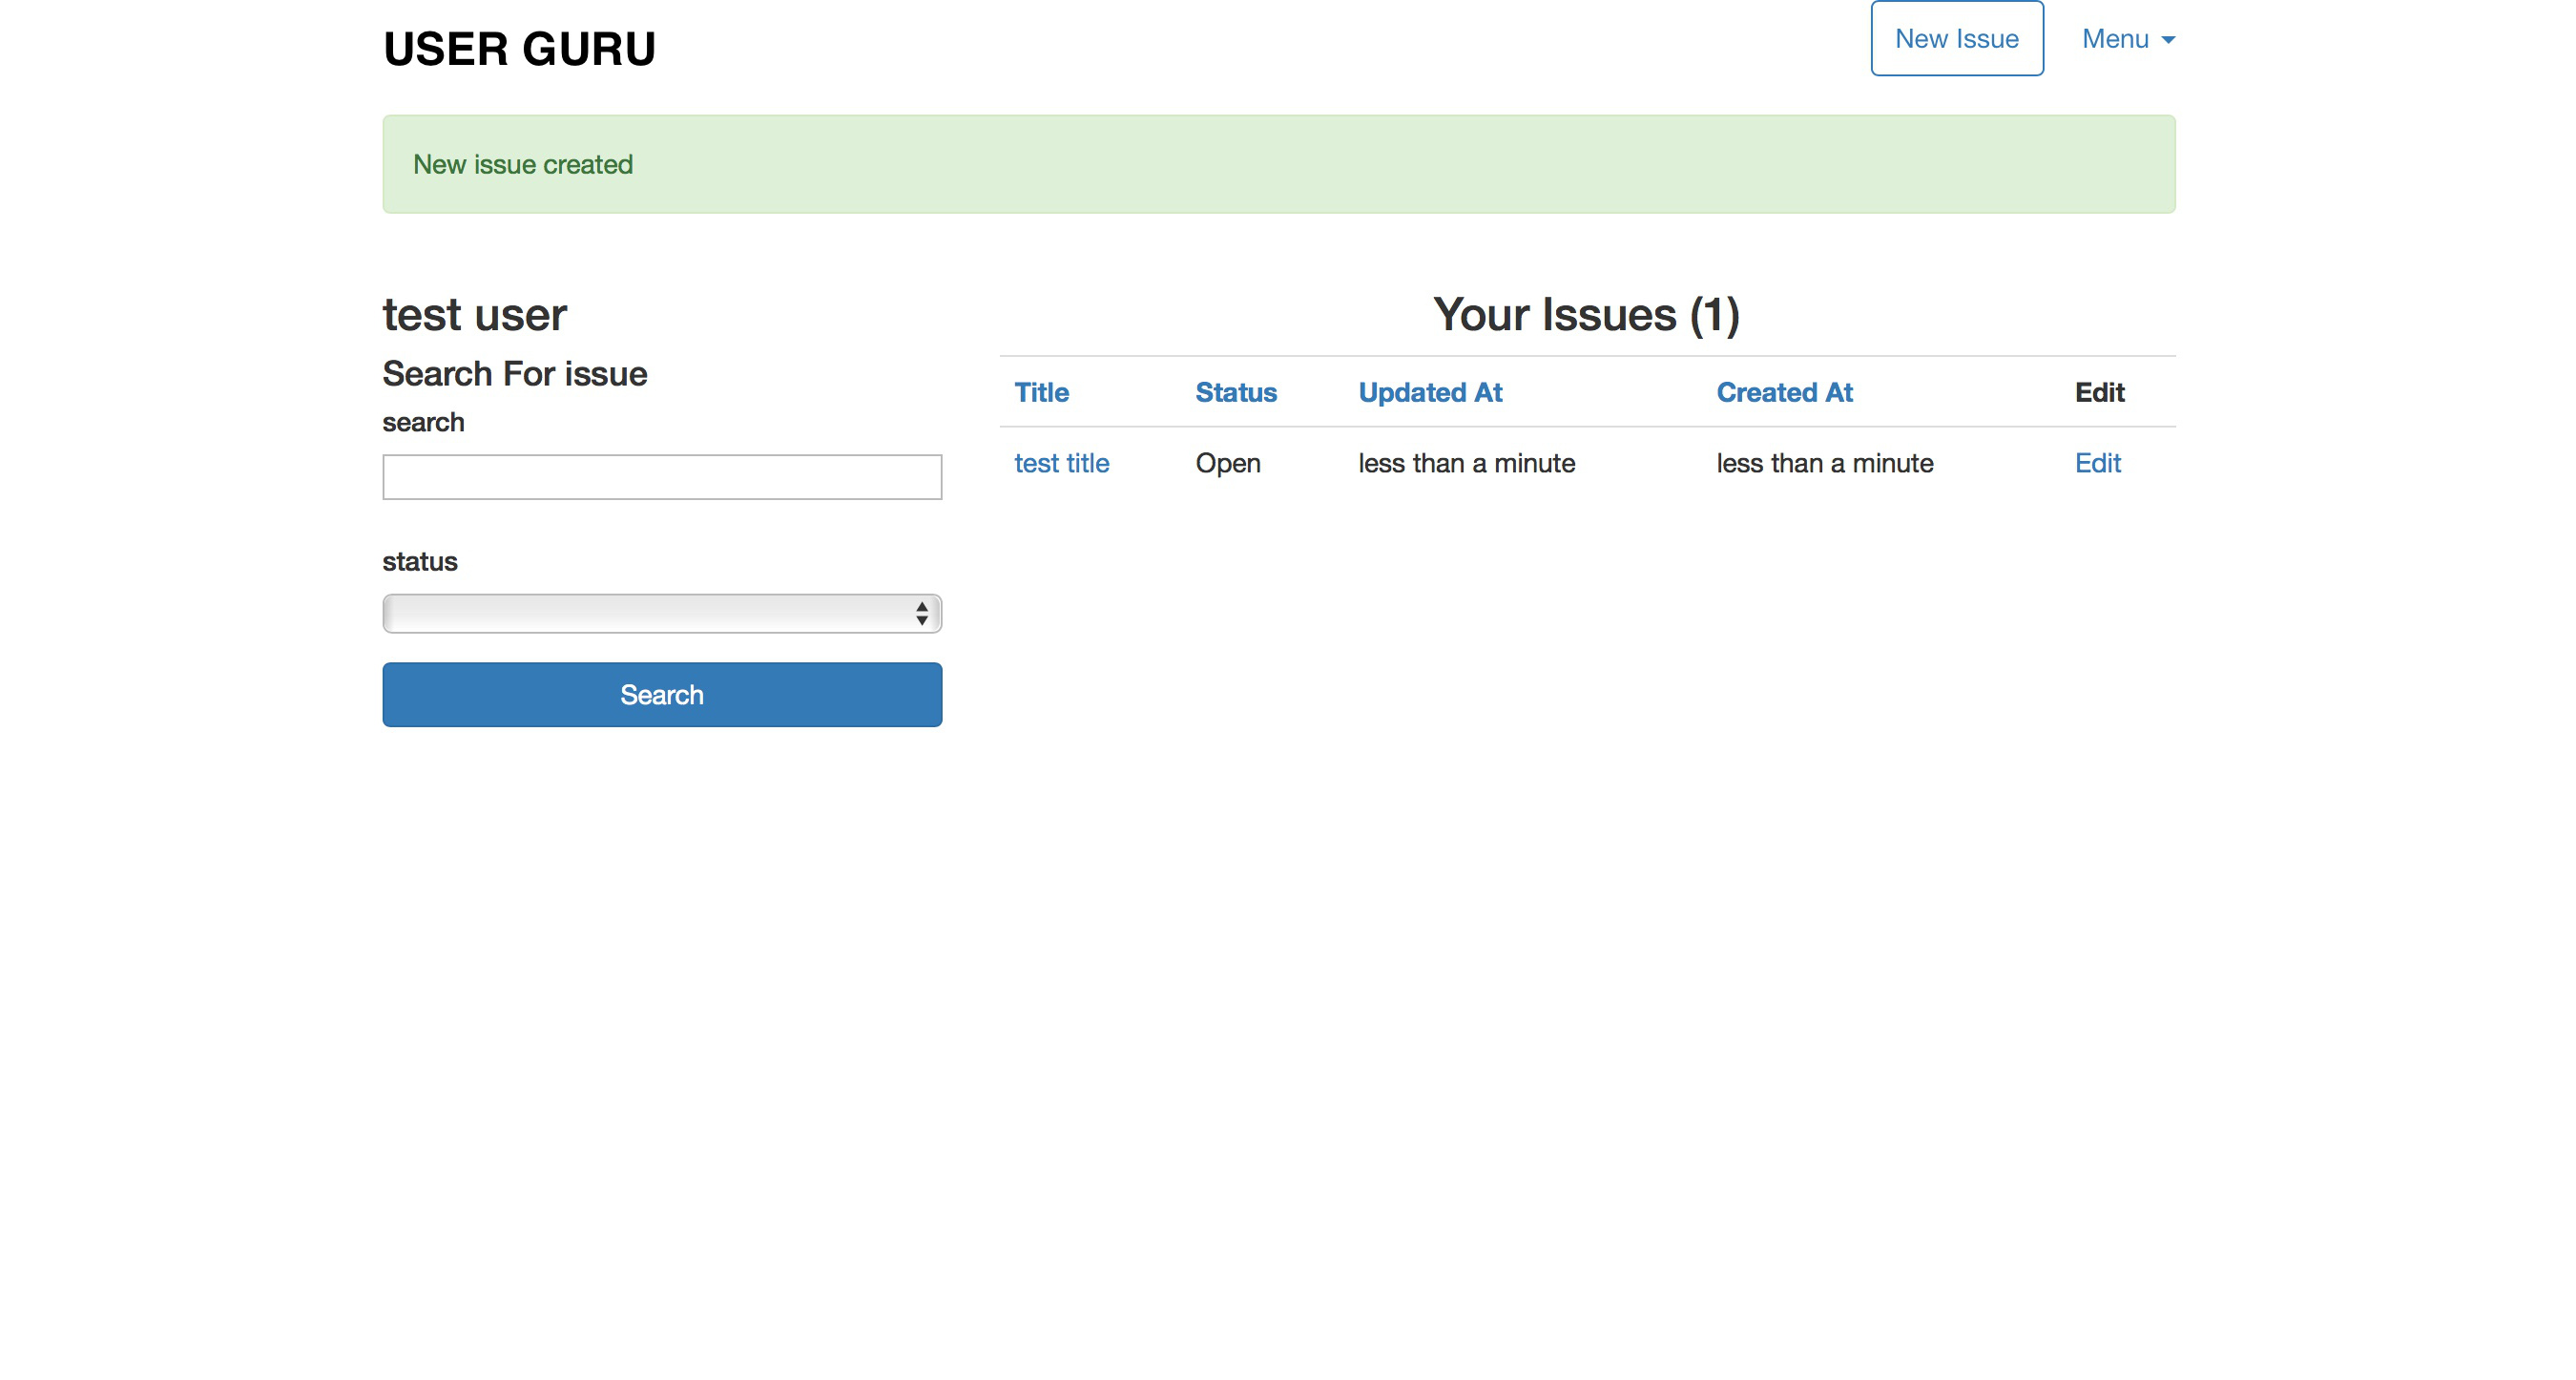 USER GURU
New Issue
Menu
New issue created
test user
Search For issue
search
status
Search
Your Issues (1)
Title Status Updated At Created At Edit
test title Open less than a minute less than a minute Edit